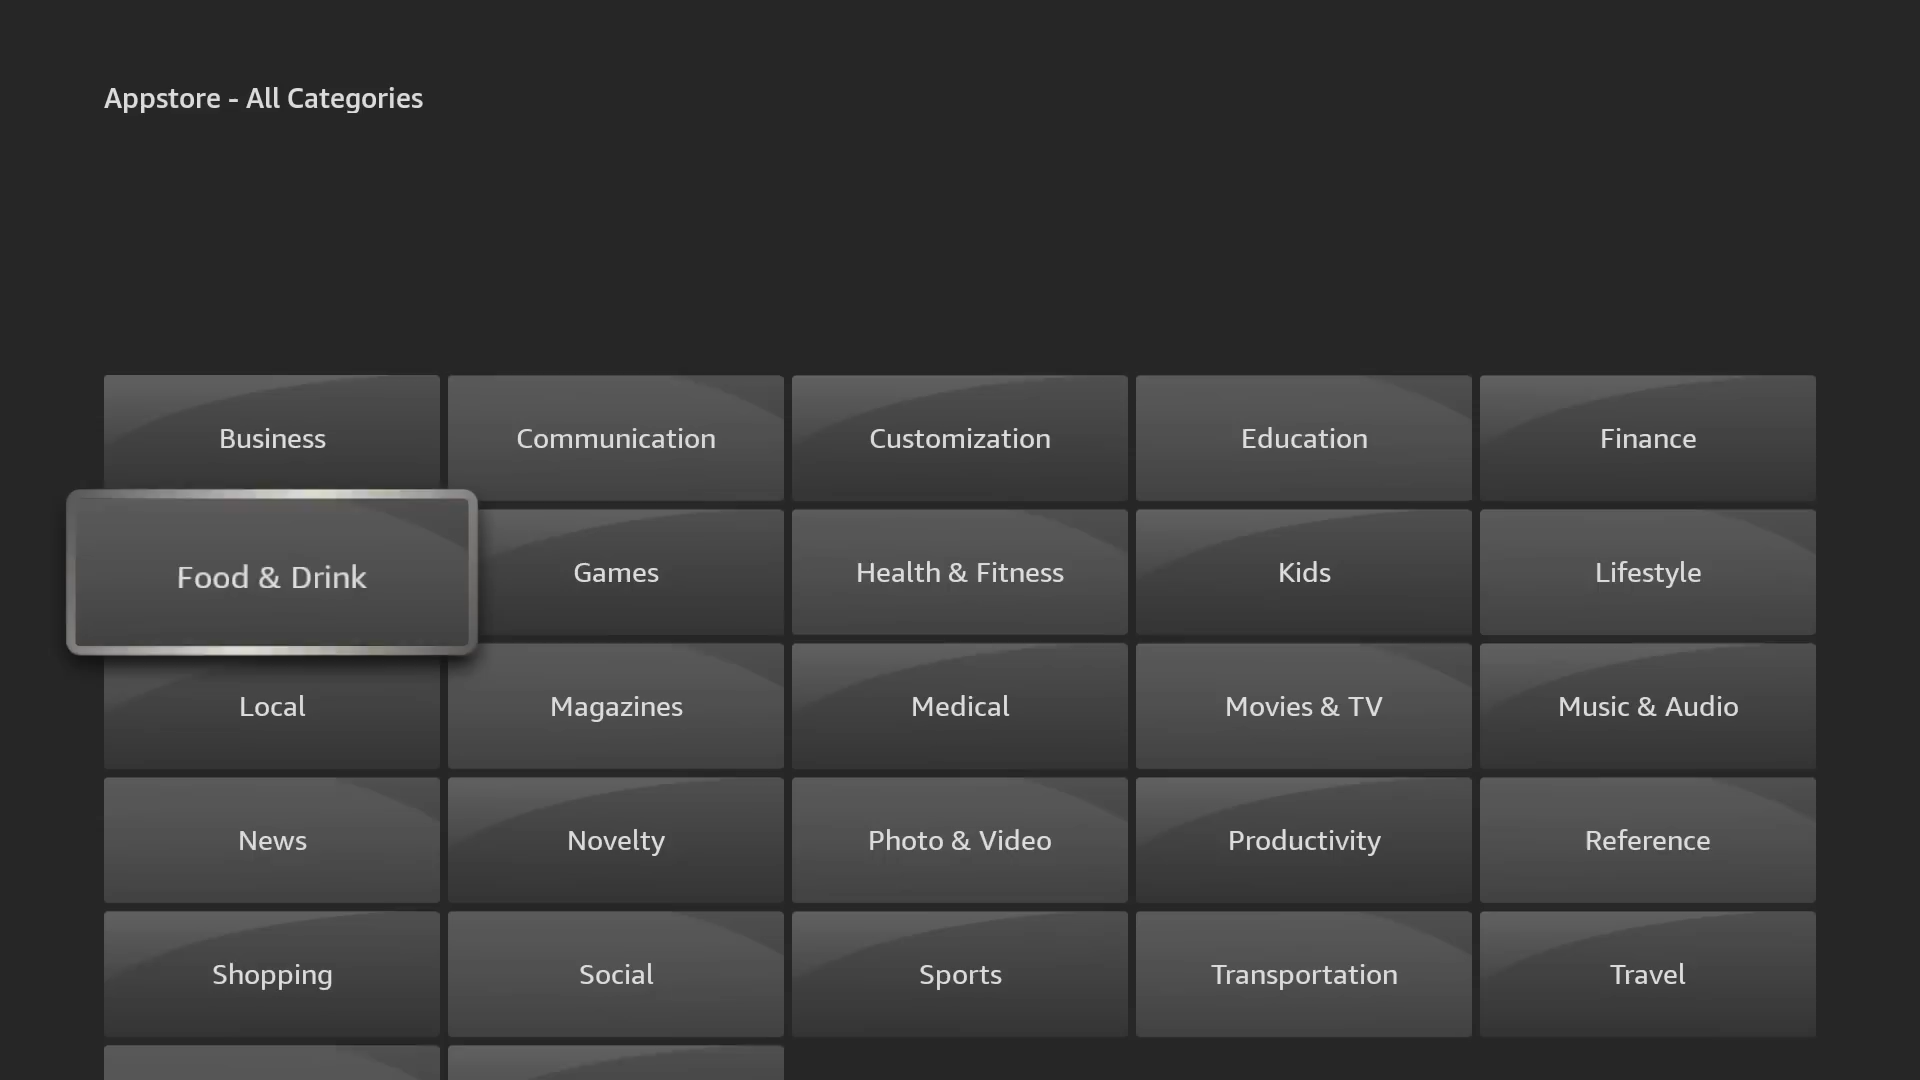 Appstore - All Categories
Business
Communication
Customization
Education
Finance
Food & Drink
Games
Health & Fitness
Kids
Lifestyle
Local
Magazines
Medical
Movies & TV
Music & Audio
News
Novelty
Photo & Video
Productivity
Reference
Shopping
Social
Sports
Transportation
Travel